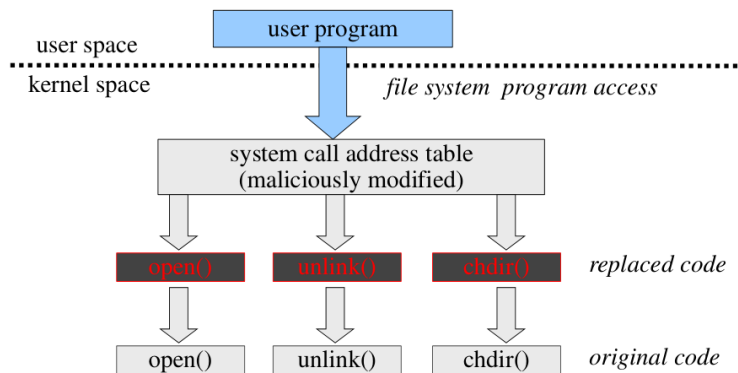 user program
user space
kernel space
file system program access
system call address table
(maliciously modified)
open() unlink() chdir() replaced code
open() unlink() chdir() original code